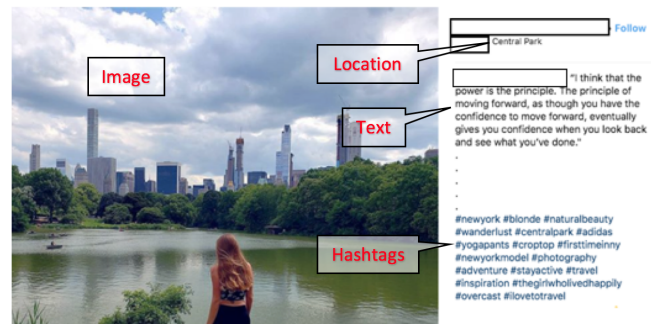 Follow
Central Park
Location
Image
"I think that the
power is the principle. The principle of
moving forward, as though you have the
confidence to move forward, eventually
gives you confidence when you look back
and see what you've done."
Text
.
.
.
.
.
#newyork #blonde #naturalbeauty
#wanderlust #centralpark #adidas
#yogapants #croptop #firsttimeinny
#newyorkmodel #photography
#adventure #stayactive #travel
#inspiration #thegirlwholivedhappily
#overcast #ilovetotravel
Hashtags